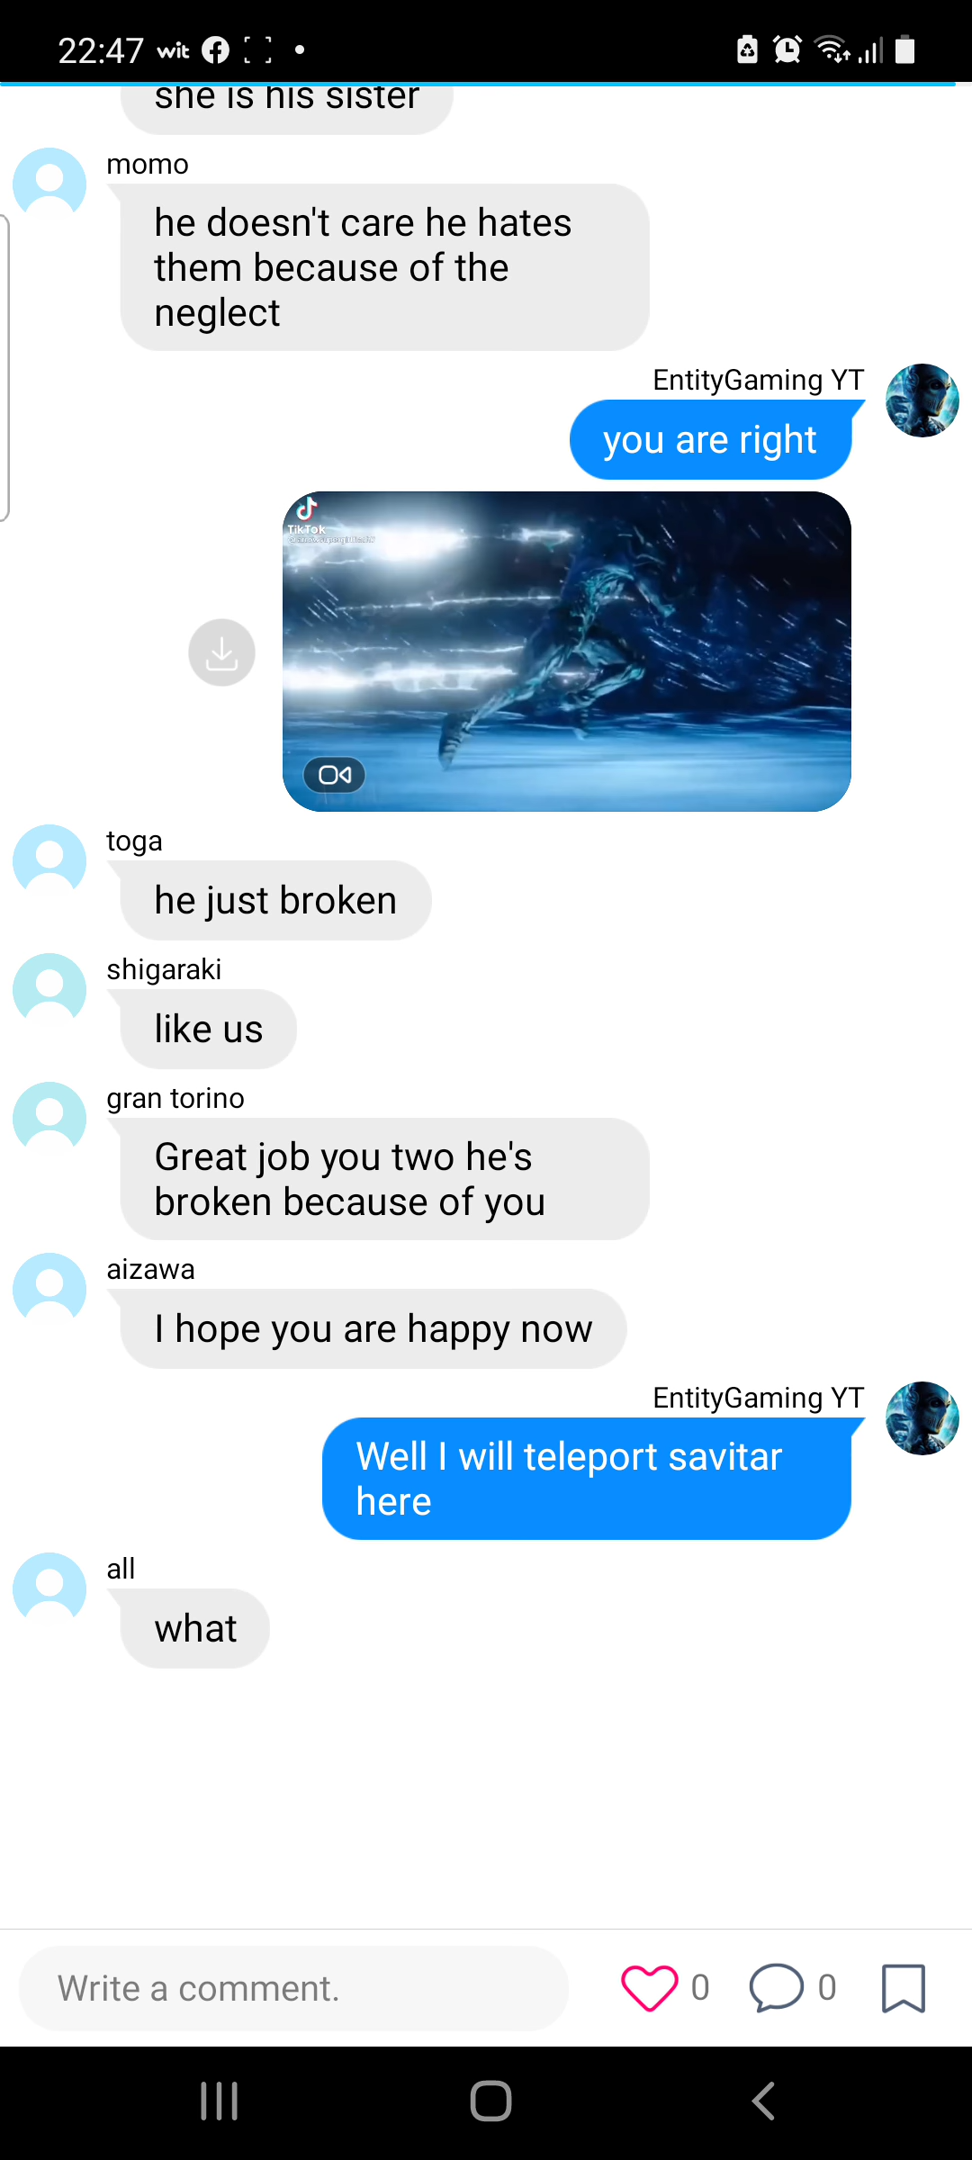 22:47 wit
she is his sister
momo
he doesn't care he hates
them because of the
neglect
EntityGaming YT
you are right
TikTok
toga
he just broken
shigaraki
like us
gran torino
Great job you two he's
broken because of you
aizawa
I hope you are happy now
EntityGaming YT
Well I will teleport savitar
here
all
what
Write a comment.
0
0